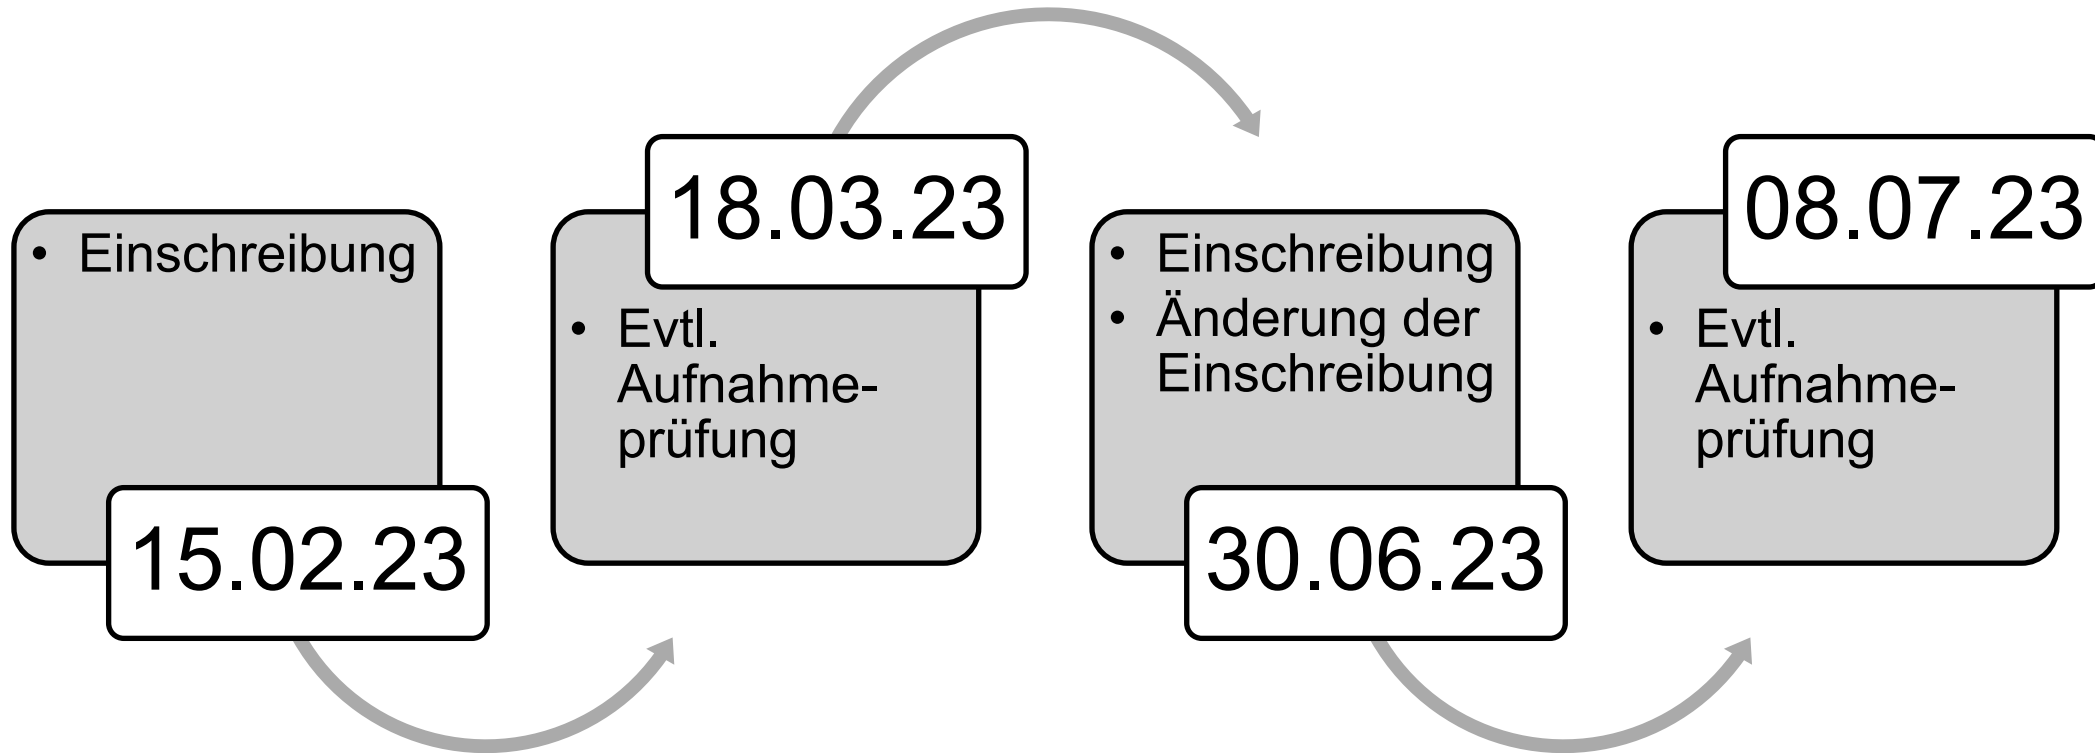 • Einschreibung
15.02.23
18.03.23
• Evtl.
Aufnahme-
prüfung
• Einschreibung
• Änderung der
Einschreibung
30.06.23
08.07.23
• Evtl.
Aufnahme-
prüfung